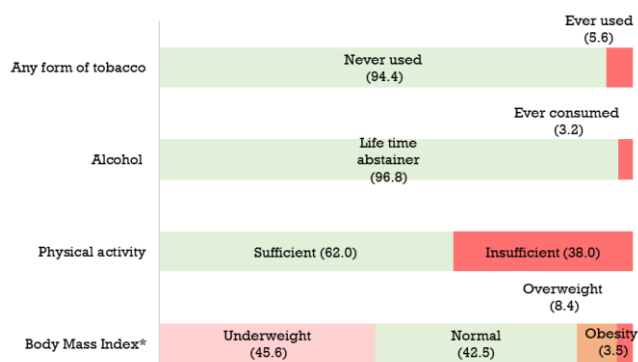 Ever used
(5.6)
Any form of tobacco
Never used
(94.4)
Ever consumed
(3.2)
Alcohol
Life time
abstainer
(96.8)
Physical activity
Sufficient (62.0)
Insufficient (38.0)
Overweight
(8.4)
Body Mass Index*
Underweight
(45.6)
Normal
(42.5)
Obesity
(3.5)